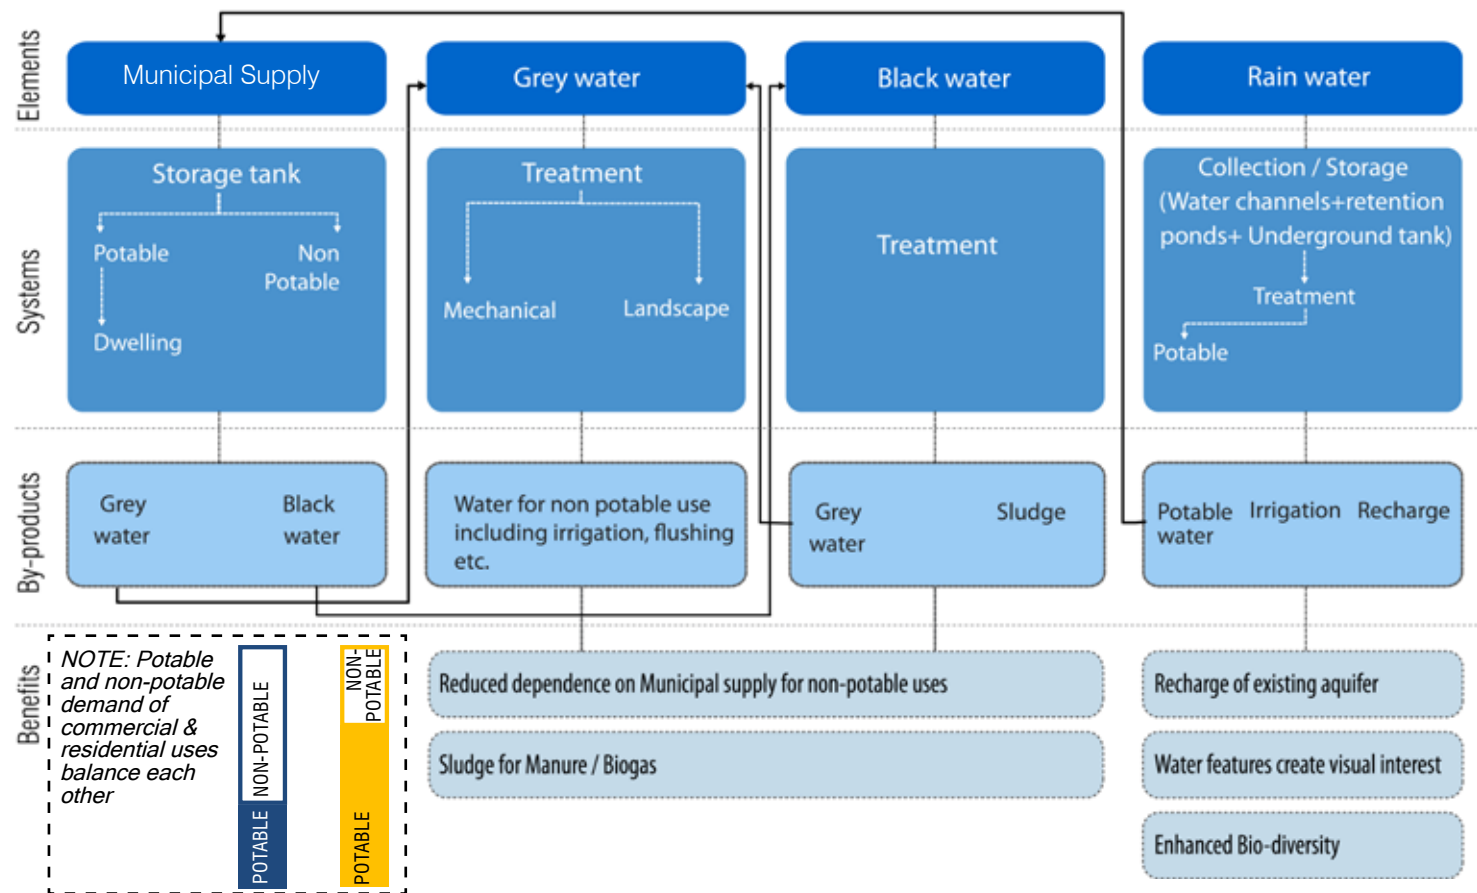 Elements
Municipal Supply
Grey water
Black water
Rain water
Systems
Storage tank
Potable
Non
Potable
Dwelling
Treatment
Mechanical
Landscape
Treatment
Collection / Storage
(Water channels+retention
ponds+ Underground tank)
Treatment
Potable
By-products
Grey
water
Black
water
Water for non potable use
including irrigation, flushing
etc.
Grey
water
Sludge
Potable
water
Irrigation
Recharge
Benefits
NOTE: Potable
and non-potable
demand of
commercial &
residential uses
balance each
other
NON-POTABLE
POTABLE
NON-
POTABLE
POTABLE
Reduced dependence on Municipal supply for non-potable uses
Sludge for Manure / Biogas
Recharge of existing aquifer
Water features create visual interest
Enhanced Bio-diversity